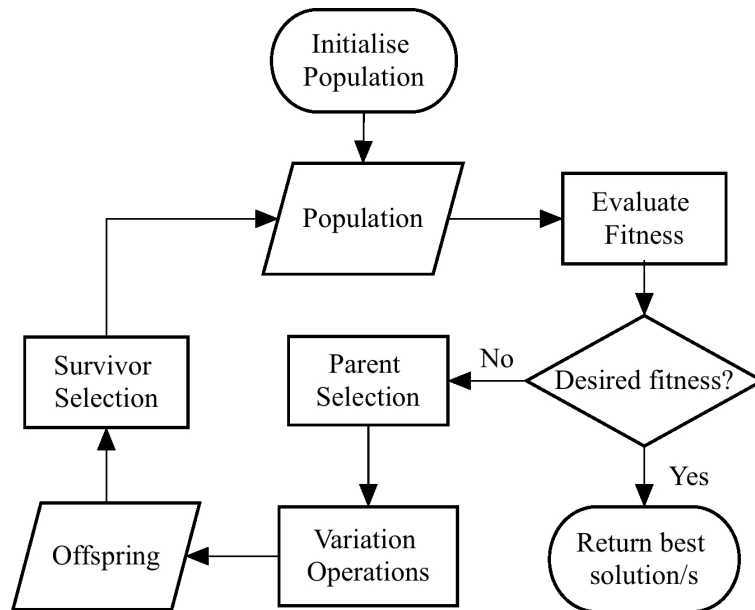 Initialise
Population
Population
Evaluate
Fitness
Survivor
Selection
Parent
Selection
No
Desired fitness?
Yes
Offspring
Variation
Operations
Return best
solution/s